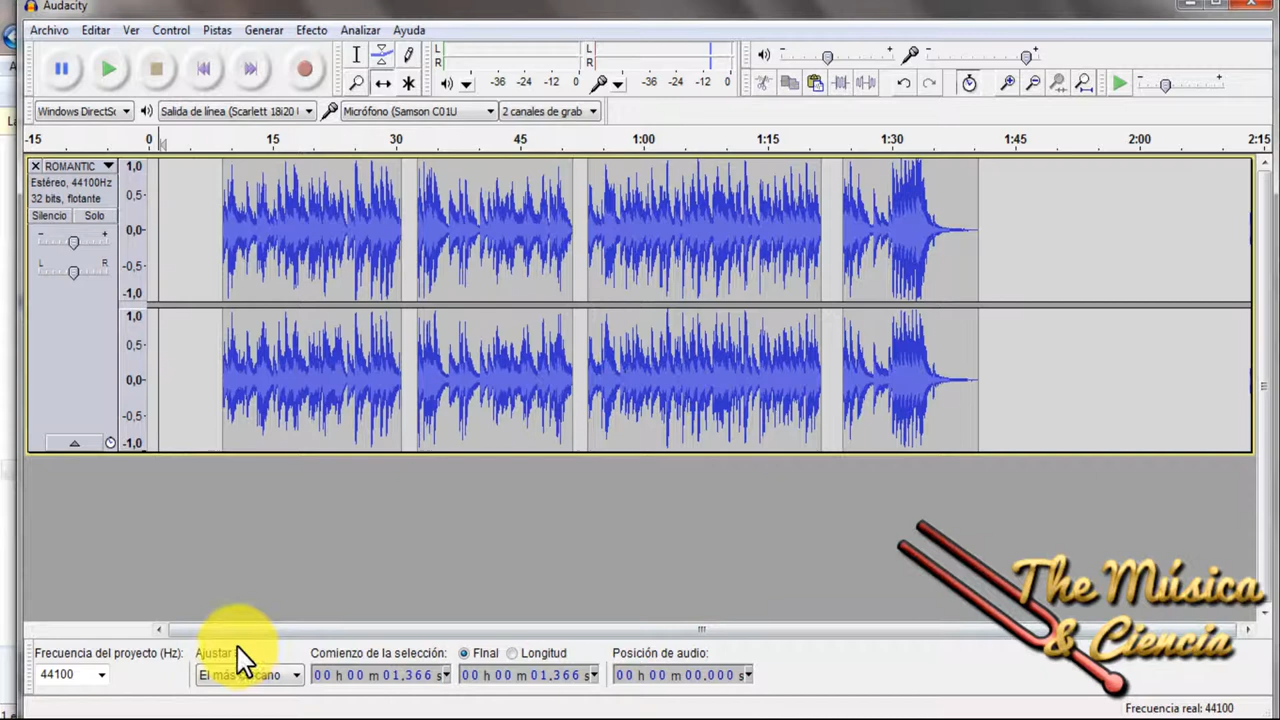 Audacity
Archivo Editar Ver Control Pistas Generar Efecto Analizar Ayuda
L
R
-36 -24 -12 0
L
R
-36 -24 -12 0
Windows DirectSo
Salida de línea (Scarlett 18i20
Micrófono (Samson C01U
2 canales de grab
-15 0 15 30 45 1:00 1:15 1:30 1:45 2:00 2:15
ROMANTIC
Estéreo, 44100Hz
32 bits, flotante
Silencio Solo
- +
L R
1,0
0,5
0,0
-0,5
-1,0
1,0
0,5
0,0
-0,5
-1,0
The Música
& Ciencia
Frecuencia del proyecto (Hz): Ajustar Comienzo de la selección: Final Longitud Posición de audio:
44100 El más 00 h 00 m 01.366 s 00 h 00 m 01.366 s 00 h 00 m 00.000 s
Frecuencia real: 44100